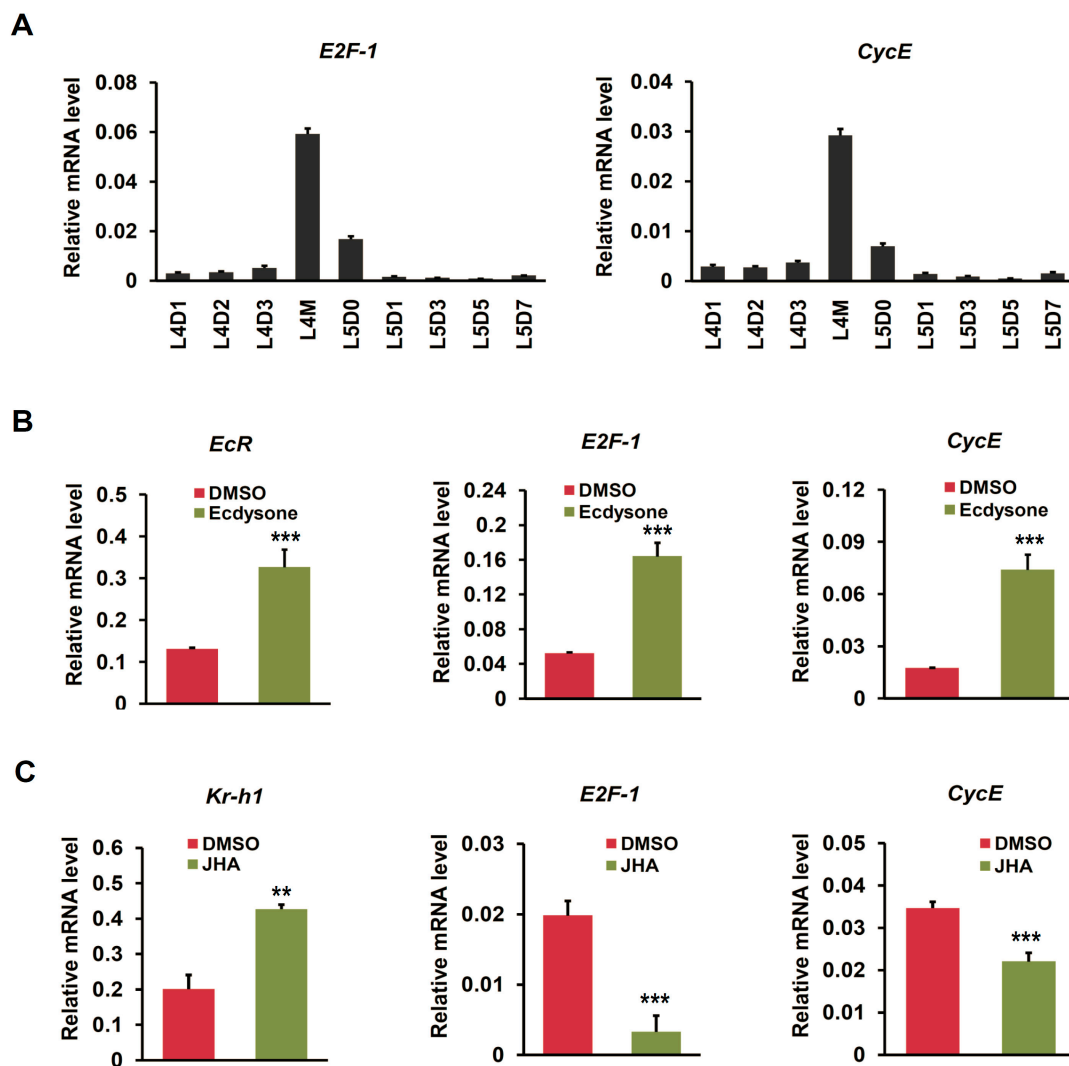 A
E2F-1
Relative mRNA level
0.08
0.06
0.04
0.02
0
L4D1
L4D2
L4D3
L4M
L5D0
L5D1
L5D3
L5D5
L5D7
CycE
Relative mRNA level
0.04
0.03
0.02
0.001
0
L4D1
L4D2
L4D3
L4M
L5D0
L5D1
L5D3
L5D5
L5D7
B
EcR
Relative mRNA level
0.5
0.4
0.3
0.2
0.1
0
DMSO
Ecdysone
***
E2F-1
Relative mRNA level
0.24
0.2
0.16
0.12
0.08
0.04
0
DMSO
Ecdysone
***
CycE
Relative mRNA level
0.12
0.09
0.06
0.03
0
DMSO
Ecdysone
***
C
Kr-h1
Relative mRNA level
0.6
0.5
0.4
0.3
0.2
0.1
0
DMSO
JHA
**
E2F-1
Relative mRNA level
0.03
0.02
0.01
0
DMSO
JHA
***
CycE
Relative mRNA level
0.05
0.04
0.03
0.02
0.01
0
DMSO
JHA
***